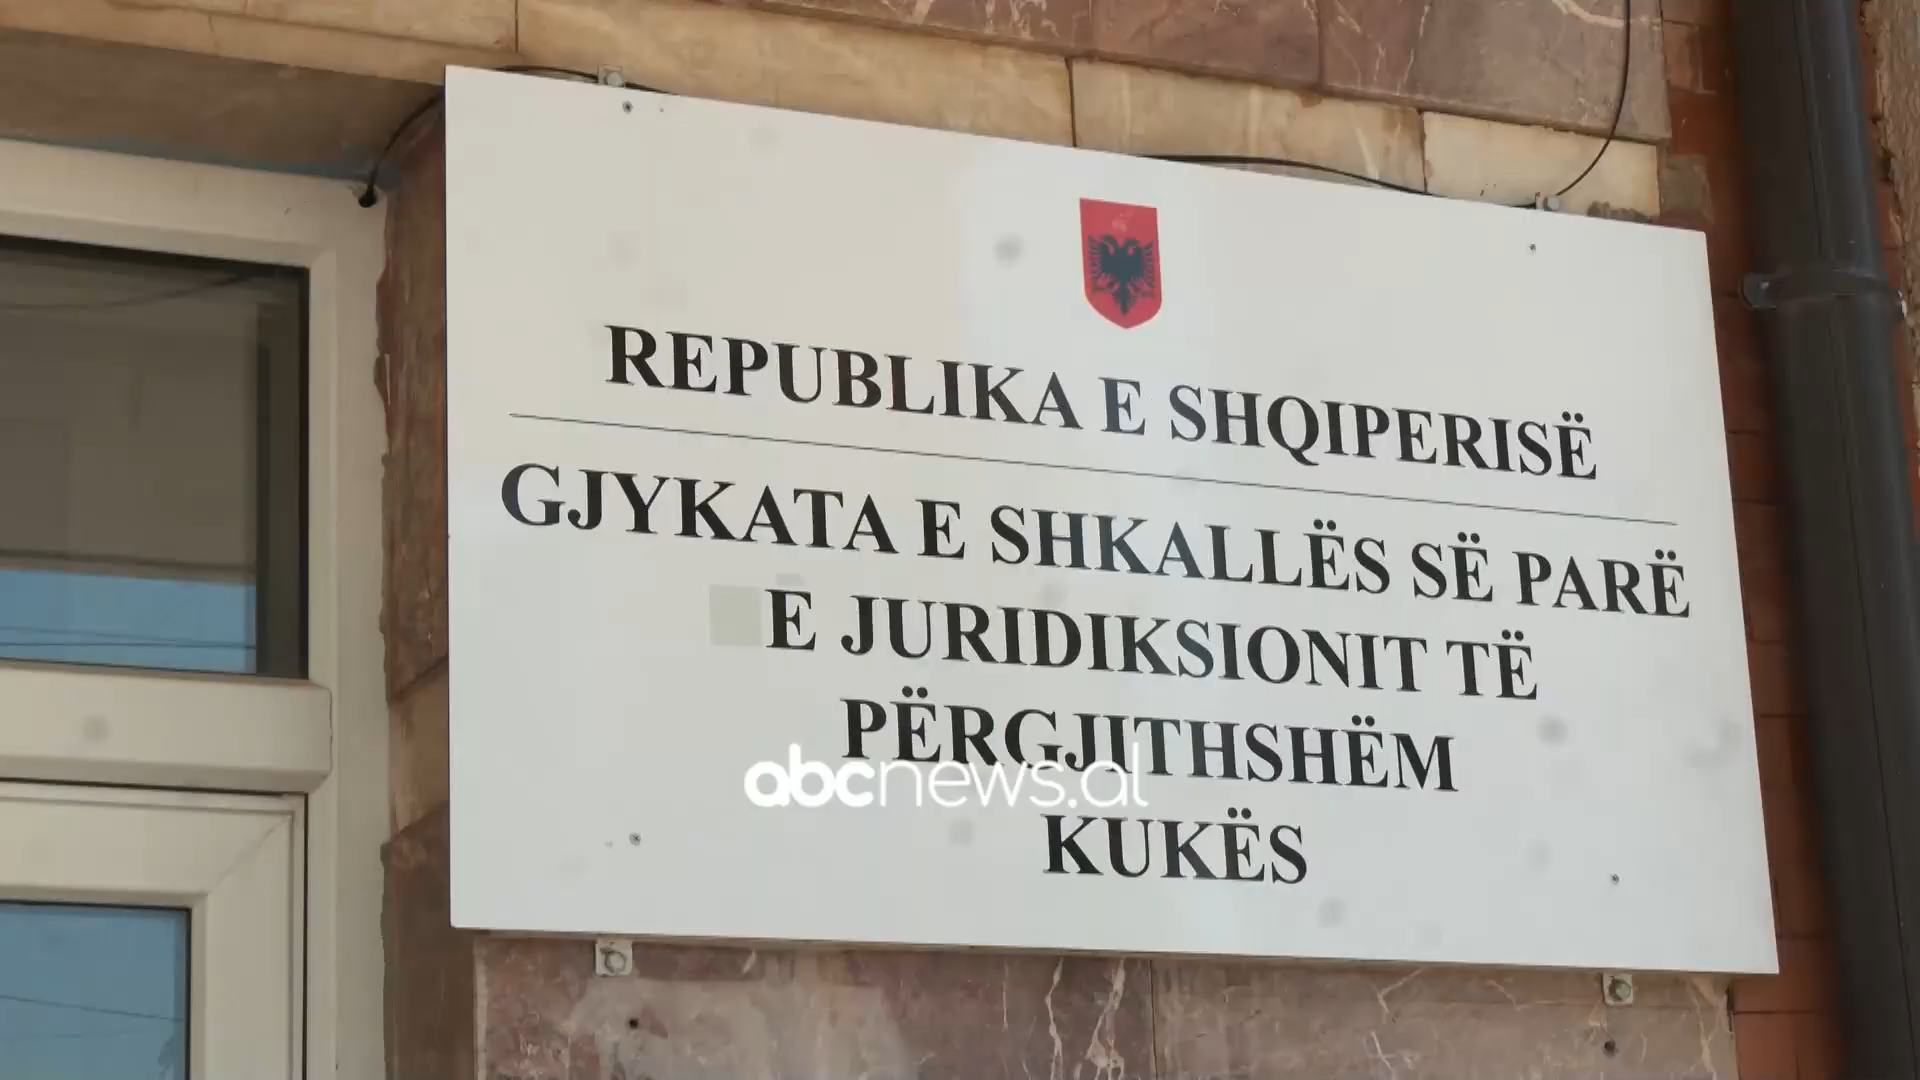 REPUBLIKA E SHQIPERISË
GJYKATA E SHKALLËS SË PARË
E JURIDIKSIONIT TË
PËRGJITHSHËM
abcnews.al
KUKËS